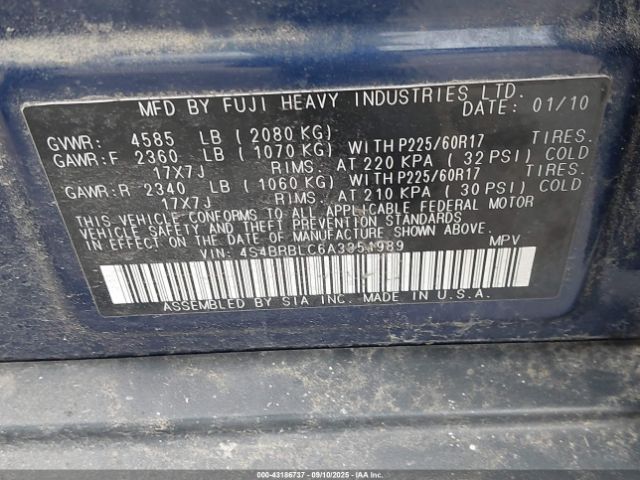 MFD BY FUJI HEAVY INDUSTRIES LTD.
DATE: 01/10
GVWR: 4585 LB (2080 KG)
GAWR:F 2360 LB (1070 KG) WITH P225/60R17 TIRES.
17X7J RIMS. AT 220 KPA (32 PSI) COLD
GAWR:R 2340 LB (1060 KG) WITH P225/60R17 TIRES.
17X7J RIMS. AT 210 KPA (30 PSI) COLD
THIS VEHICLE CONFORMS TO ALL APPLICABLE FEDERAL MOTOR
VEHICLE SAFETY AND THEFT PREVENTION STANDARDS
IN EFFECT ON THE DATE OF MANUFACTURE SHOWN ABOVE.
VIN: 4S4BRBLC6A3351989 MPV
ASSEMBLED BY SIA INC. MADE IN U.S.A.
000-43186737 - 09/10/2025 - COPYRIGHT IAA, LLC.